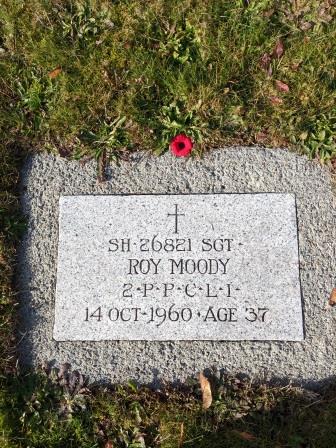 SH·26821 SGT·
ROY MOODY
2·P·P·C·L·I·
14 OCT·1960·AGE 37